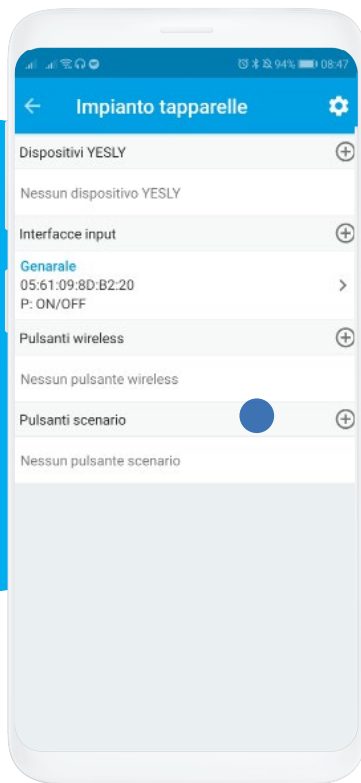 94% 08:47
Impianto tapparelle
Dispositivi YESLY
Nessun dispositivo YESLY
Interfacce input
Genarale
05:61:09:8D:B2:20
P: ON/OFF
Pulsanti wireless
Nessun pulsante wireless
Pulsanti scenario
Nessun pulsante scenario